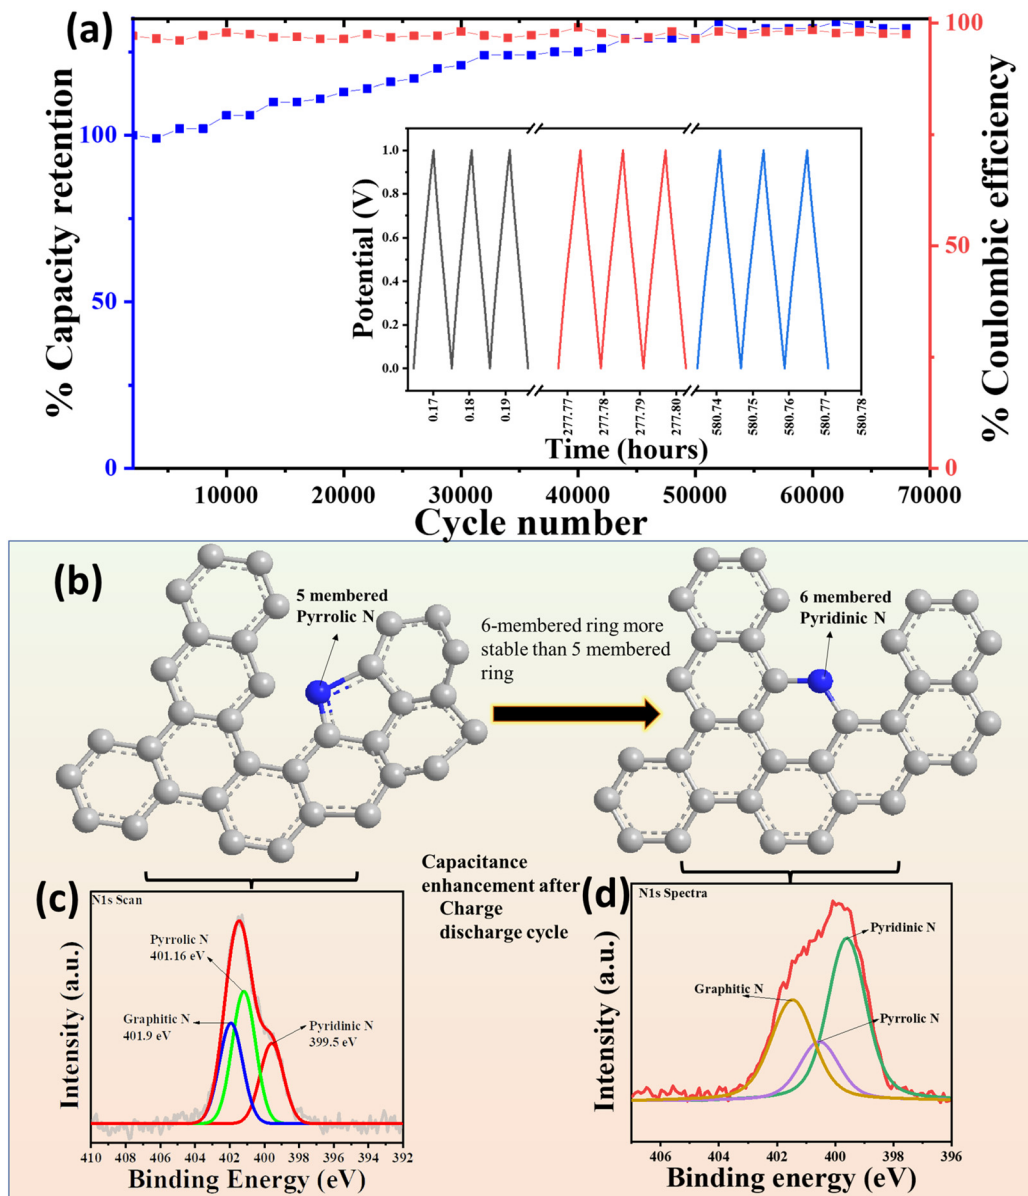 (a)
% Capacity retention
100
50
0
% Coulombic efficiency
100
50
0
Potential (V)
1.0
0.8
0.6
0.4
0.2
0.0
0.17
0.18
0.19
277.77
277.78
277.79
277.80
580.74
580.75
580.76
580.77
580.78
Time (hours)
10000
20000
30000
40000
50000
60000
70000
Cycle number
(b)
5 membered
Pyrrolic N
6-membered ring more
stable than 5 membered
ring
6 membered
Pyridinic N
Capacitance
enhancement after
Charge
discharge cycle
(c)
N1s Scan
Pyrrolic N
401.16 eV
Graphitic N
401.9 eV
Pyridinic N
399.5 eV
Intensity (a.u.)
410
408
406
404
402
400
398
396
394
392
Binding Energy (eV)
(d)
N1s Spectra
Pyridinic N
Graphitic N
Pyrrolic N
Intensity (a.u.)
406
404
402
400
398
396
Binding energy (eV)